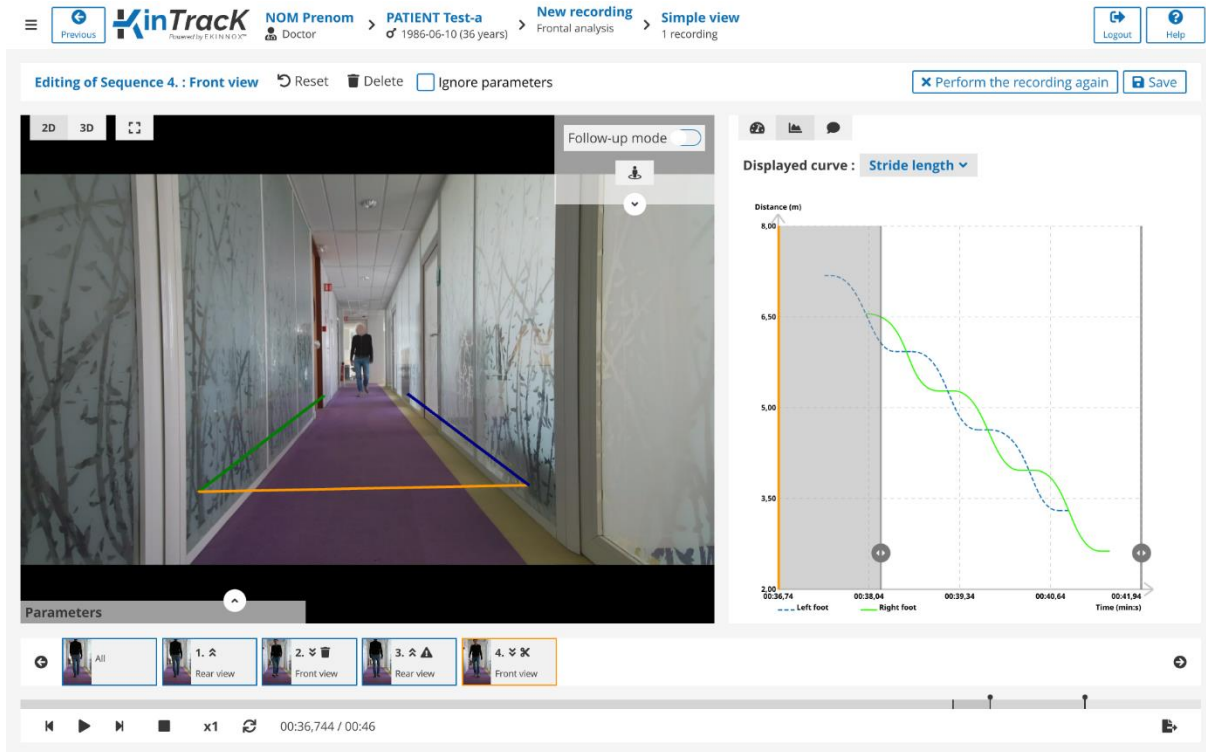 Previous
KinTracK
Powered by EKINNOX™
NOM Prenom
Doctor
PATIENT Test-a
1986-06-10 (36 years)
New recording
Frontal analysis
Simple view
1 recording
Logout
Help
Editing of Sequence 4. : Front view
Reset
Delete
Ignore parameters
Perform the recording again
Save
2D
3D
Follow-up mode
Parameters
Displayed curve :
Stride length
Distance (m)
8,00
6,50
5,00
3,50
2,00
00:36,74
00:38,04
00:39,34
00:40,64
00:41,94
Left foot
Right foot
Time (min:s)
All
1.
Rear view
2.
Front view
3.
Rear view
4.
Front view
x1
00:36,744 / 00:46